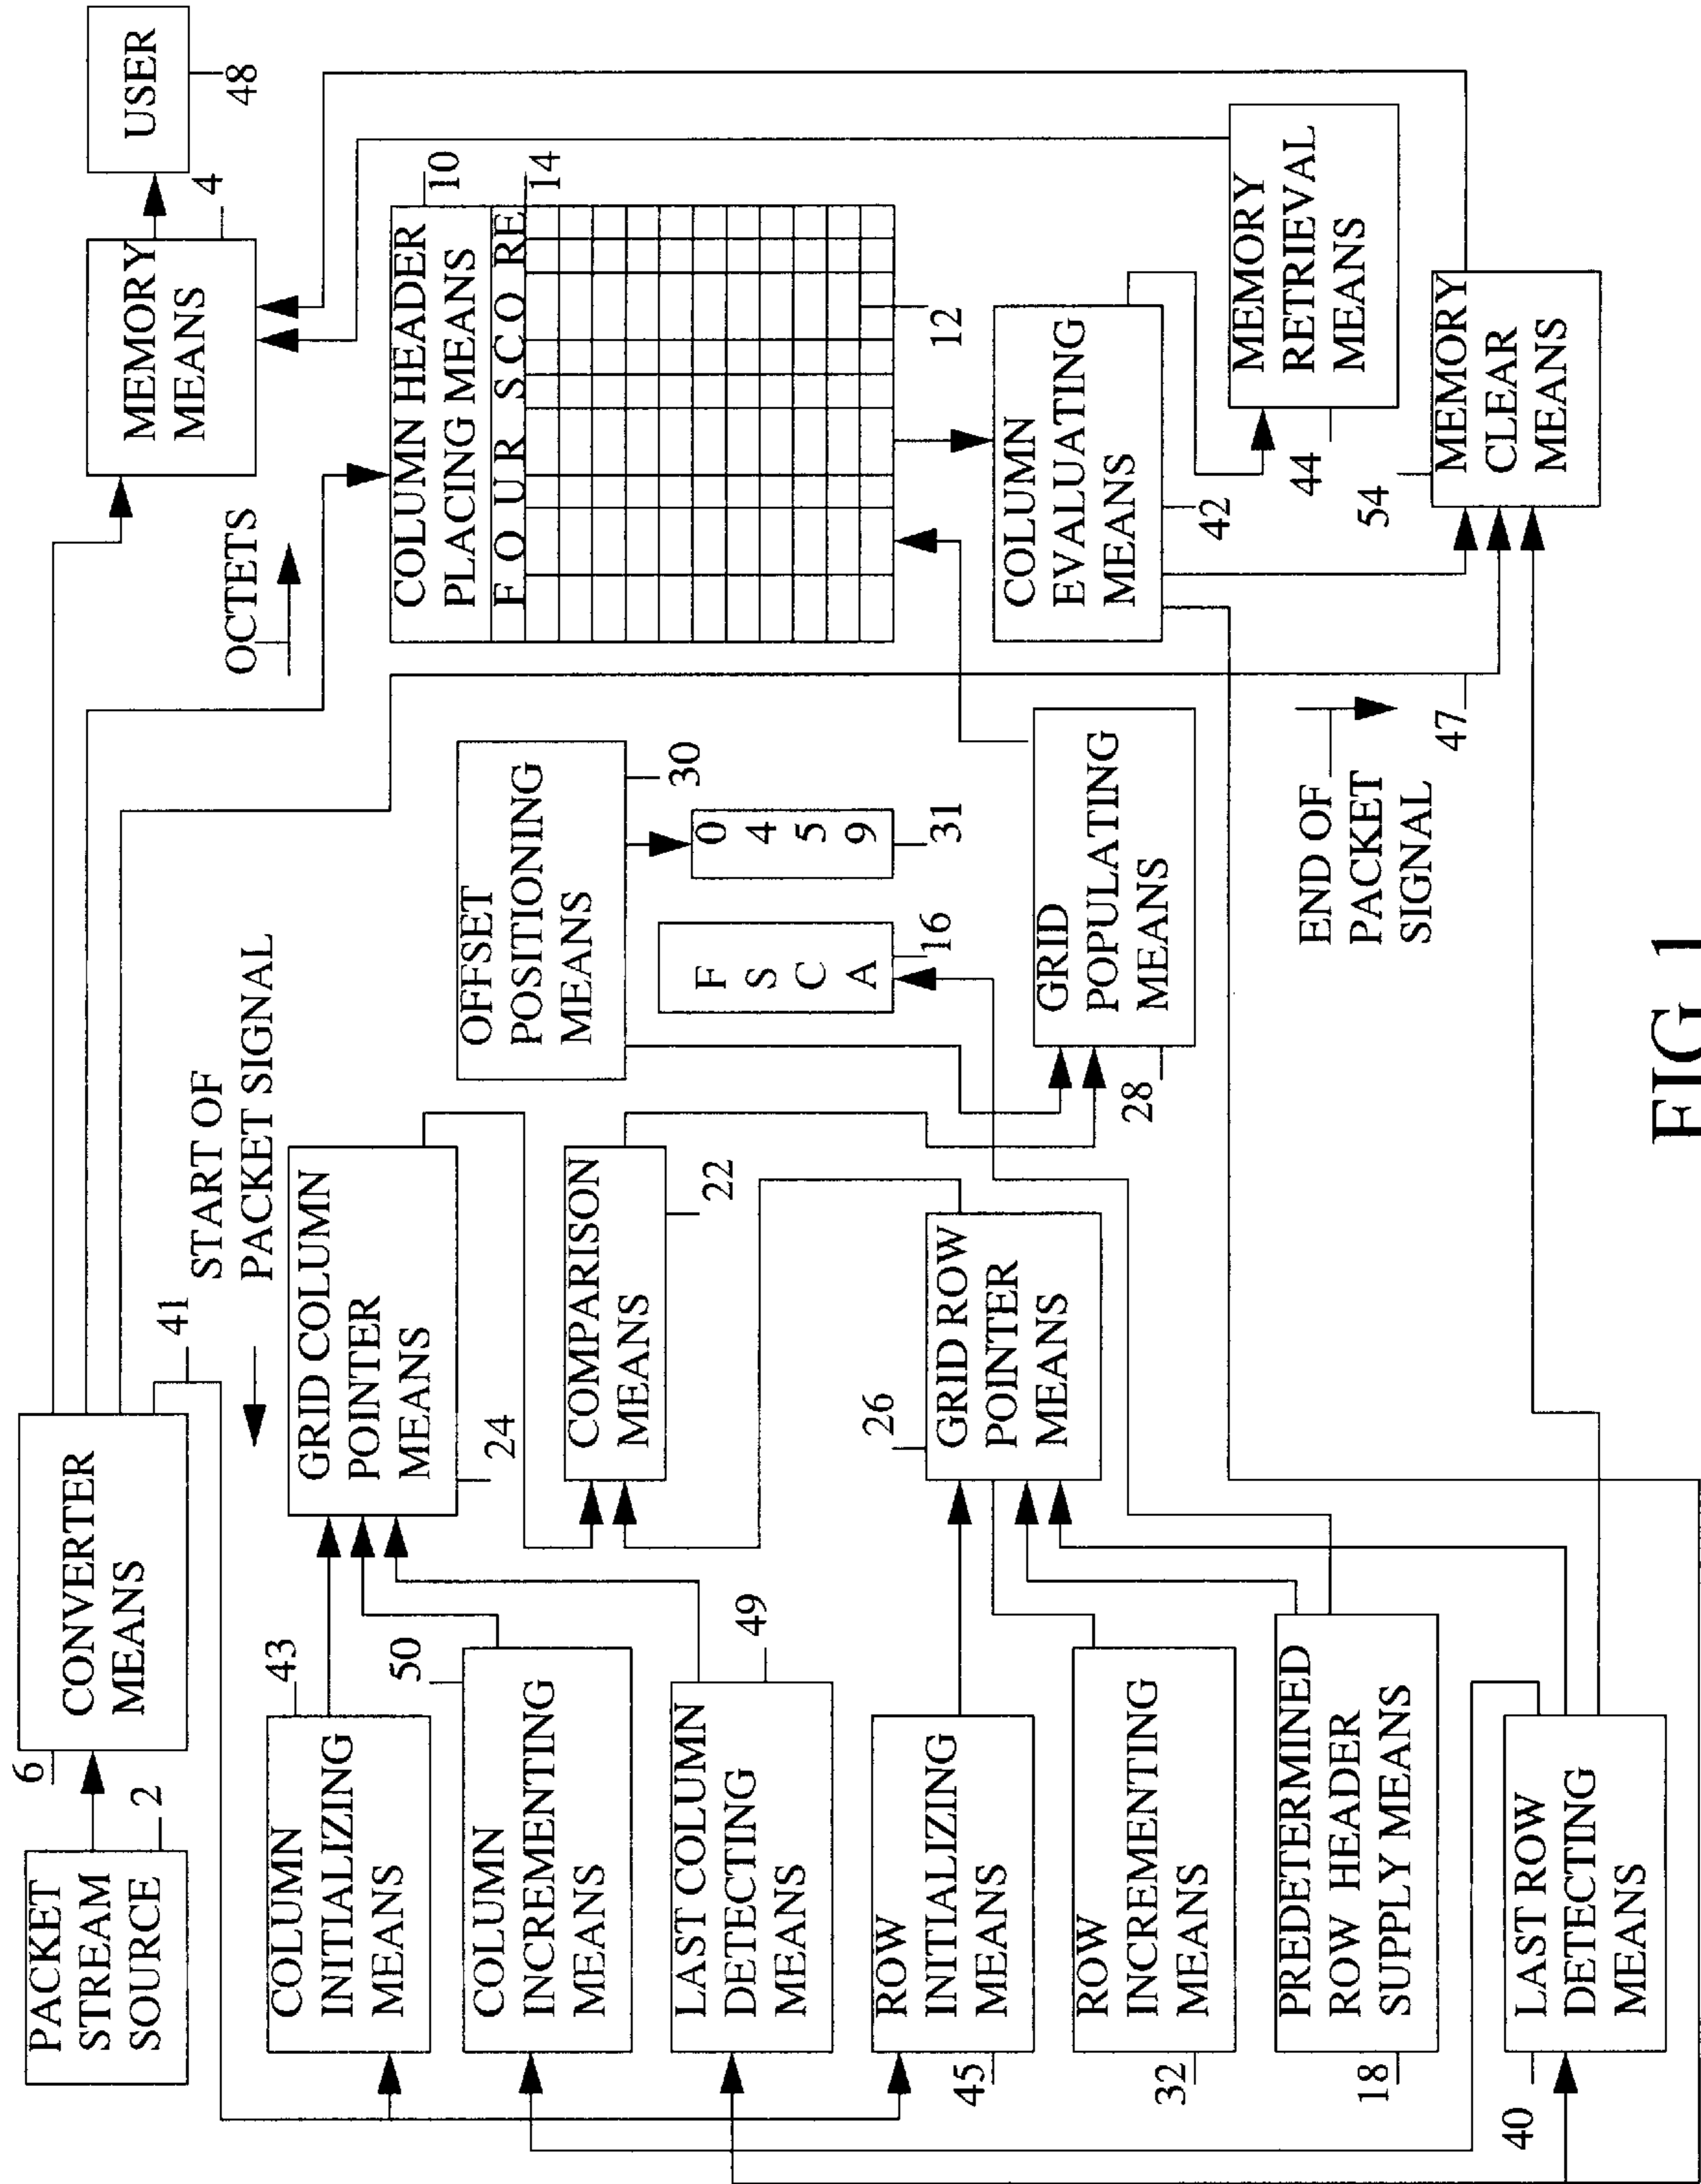 PACKET
STREAM
SOURCE
2
6
CONVERTER
MEANS
41
START OF
PACKET SIGNAL
OCTETS
MEMORY
MEANS
4
USER
48
COLUMN
INITIALIZING
MEANS
43
COLUMN
INCREMENTING
MEANS
50
LAST COLUMN
DETECTING
MEANS
49
ROW
INITIALIZING
MEANS
45
ROW
INCREMENTING
MEANS
32
PREDETERMINED
ROW HEADER
SUPPLY MEANS
18
LAST ROW
DETECTING
MEANS
40
GRID COLUMN
POINTER
MEANS
24
COMPARISON
MEANS
22
GRID ROW
POINTER
MEANS
26
OFFSET
POSITIONING
MEANS
30
F
S
C
A
16
0
4
5
9
31
GRID
POPULATING
MEANS
28
COLUMN HEADER
PLACING MEANS
10
FOUR SCORE
14
12
COLUMN
EVALUATING
MEANS
42
MEMORY
RETRIEVAL
MEANS
44
MEMORY
CLEAR
MEANS
54
END OF
PACKET
SIGNAL
47
FIG 1